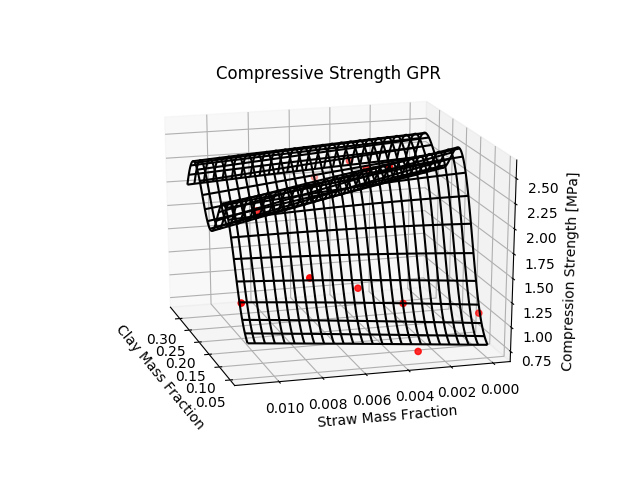 Compressive Strength GPR
2.50
2.25
2.00
1.75
1.50
1.25
1.00
0.75
Compression Strength [MPa]
0.30
0.25
0.20
0.15
0.10
0.05
Clay Mass Fraction
0.010 0.008 0.006 0.004 0.002 0.000
Straw Mass Fraction